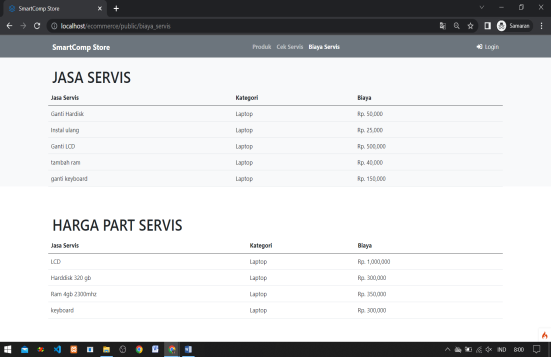 SmartComp Store
localhost/ecommerce/public/biaya_servis
Samaran
SmartComp Store
Produk Cek Servis Biaya Servis
Login
JASA SERVIS
Jasa Servis Kategori Biaya
Ganti Hardisk Laptop Rp. 50,000
Instal ulang Laptop Rp. 25,000
Ganti LCD Laptop Rp. 500,000
tambah ram Laptop Rp. 40,000
ganti keyboard Laptop Rp. 150,000
HARGA PART SERVIS
Jasa Servis Kategori Biaya
LCD Laptop Rp. 1,000,000
Harddisk 320 gb Laptop Rp. 300,000
Ram 4gb 2300mhz Laptop Rp. 350,000
keyboard Laptop Rp. 300,000
IND 8:00